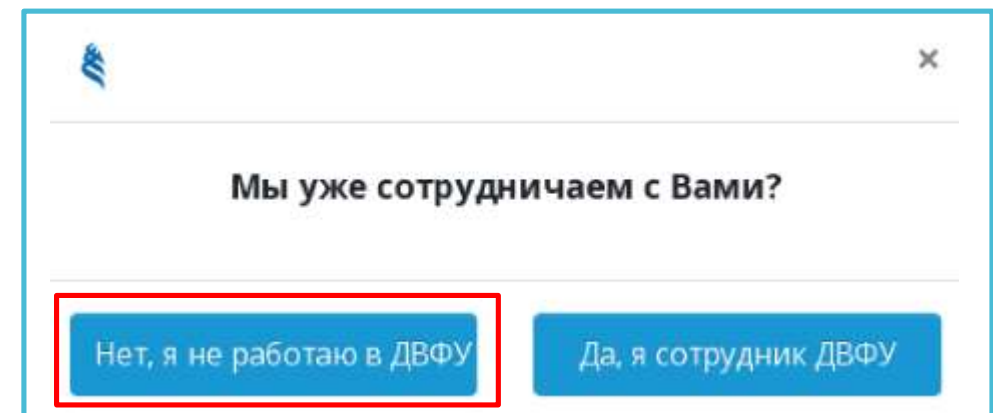 Мы уже сотрудничаем с Вами?
Нет, я не работаю в ДВФУ
Да, я сотрудник ДВФУ